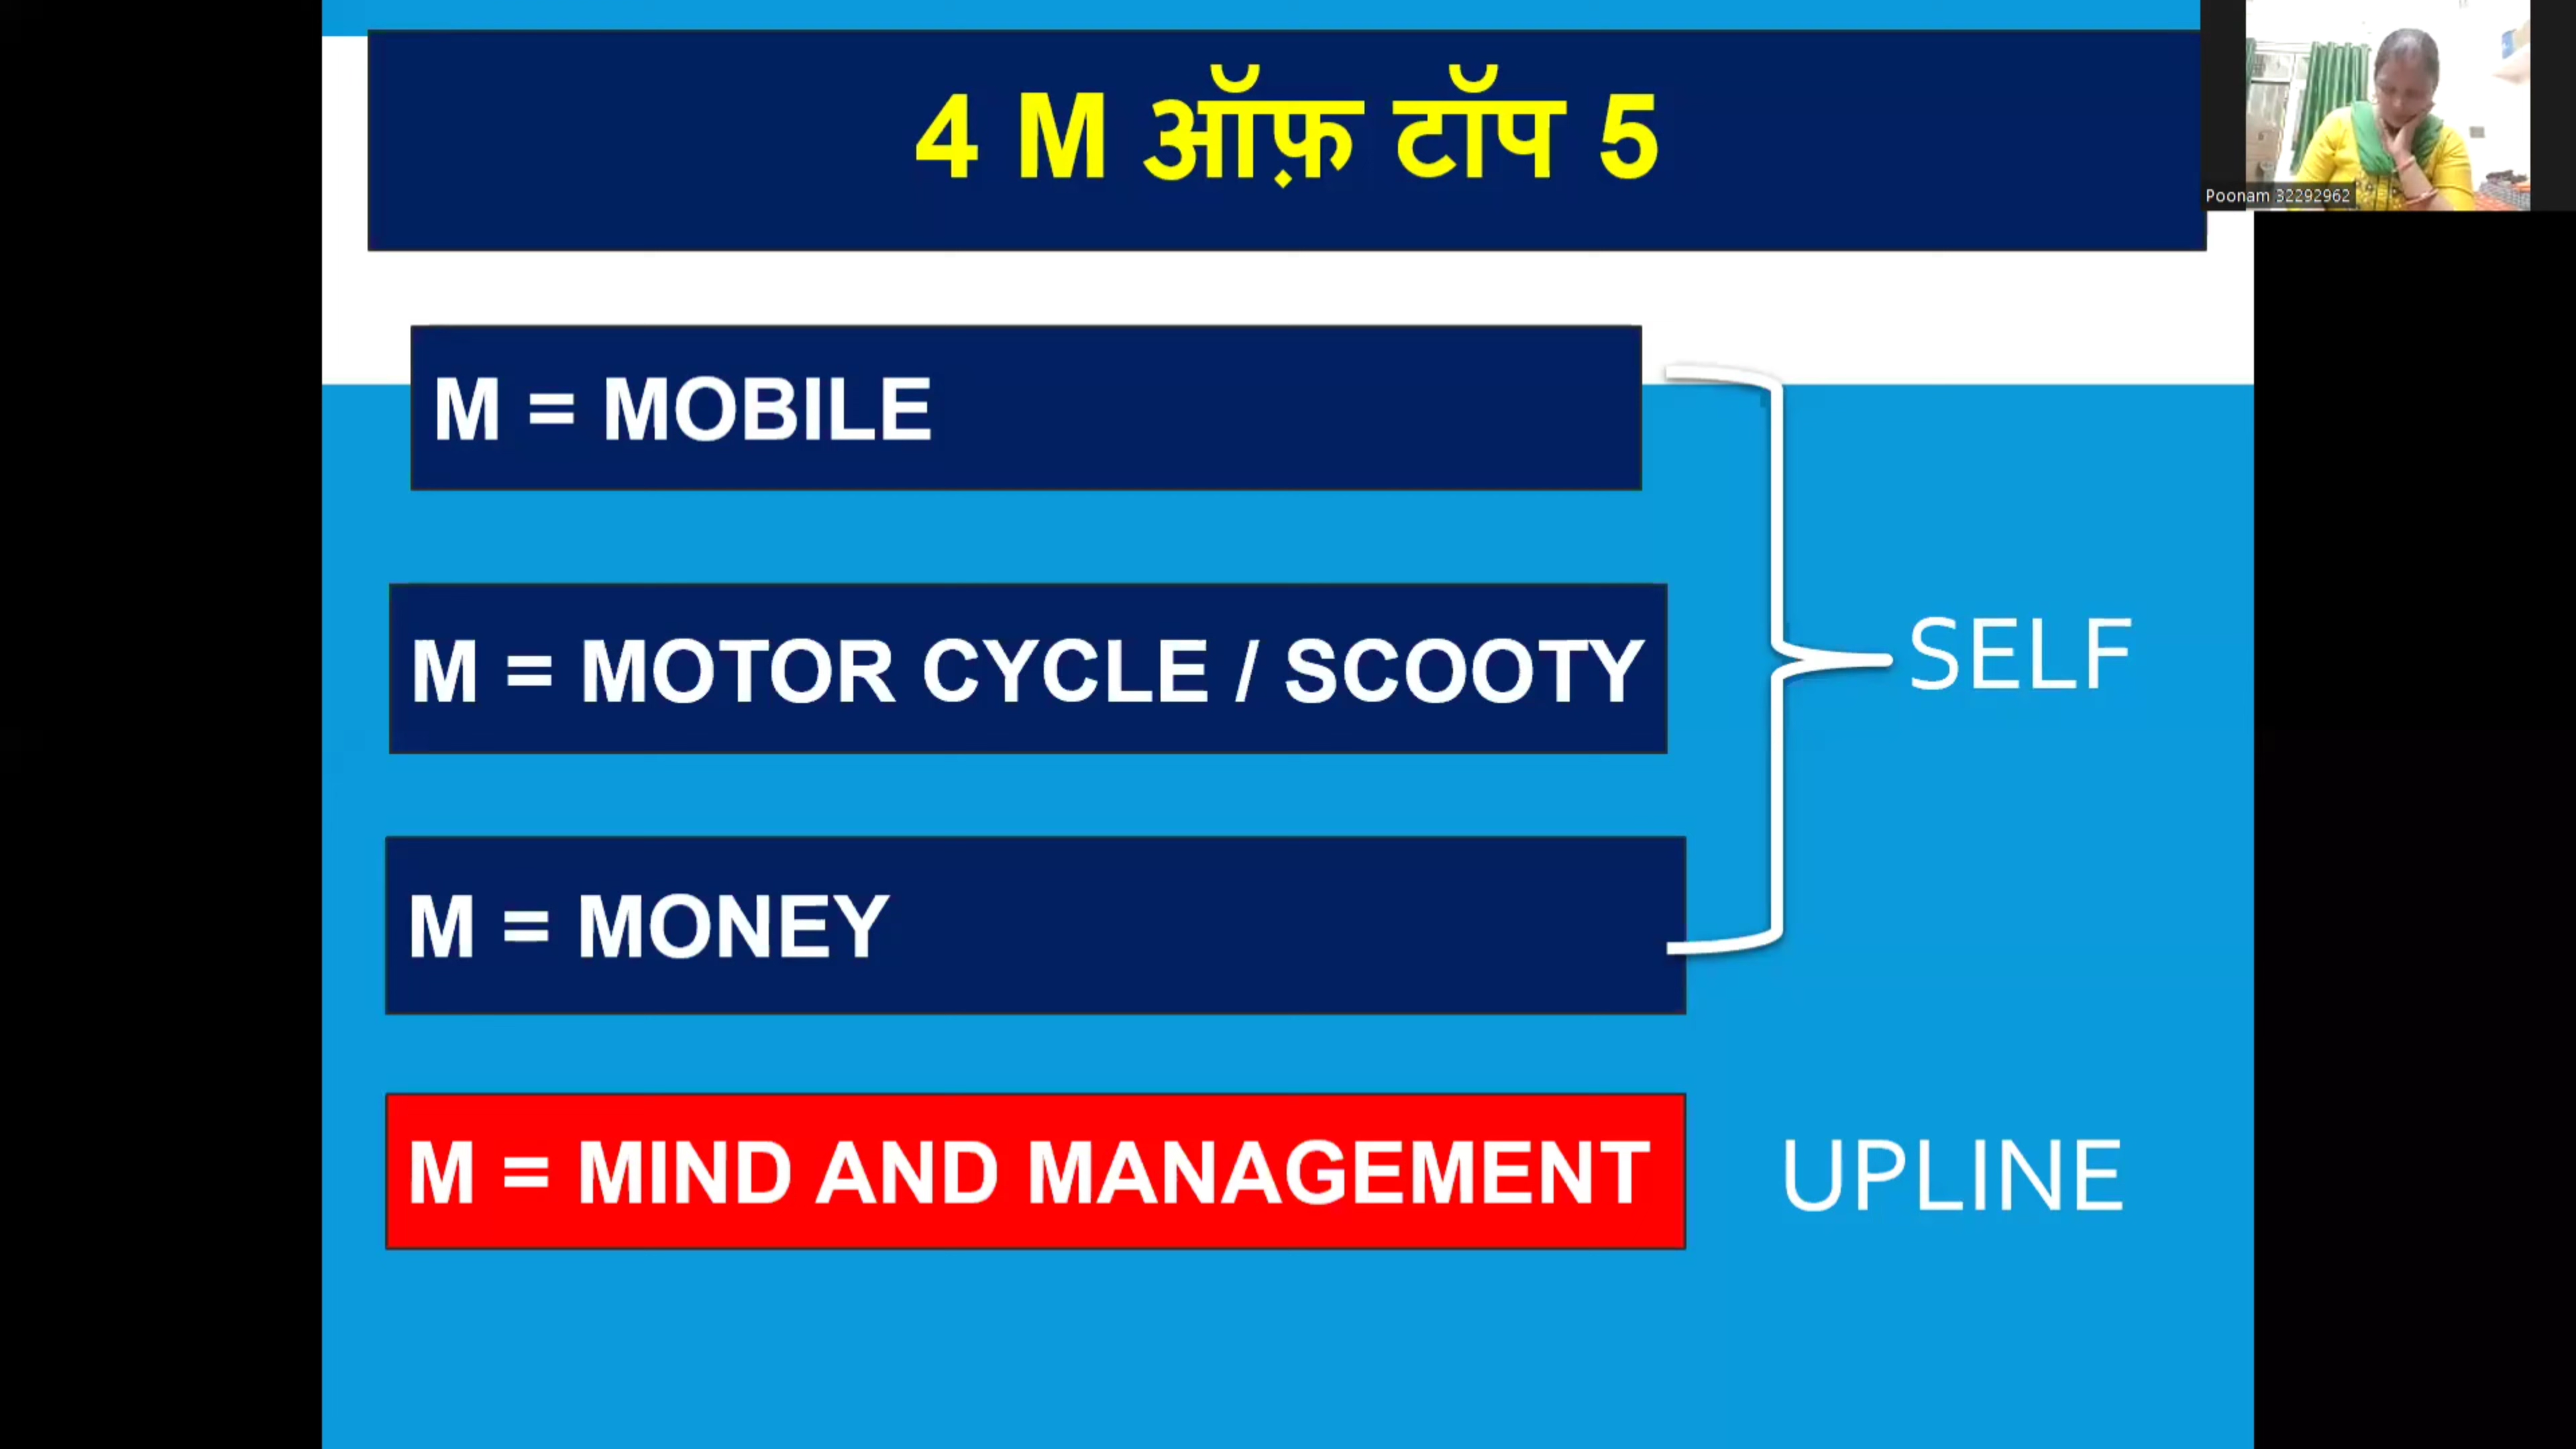 4 M ऑफ़ टॉप 5
Poonam 32292962
M = MOBILE
M = MOTOR CYCLE / SCOOTY
SELF
M = MONEY
M = MIND AND MANAGEMENT
UPLINE